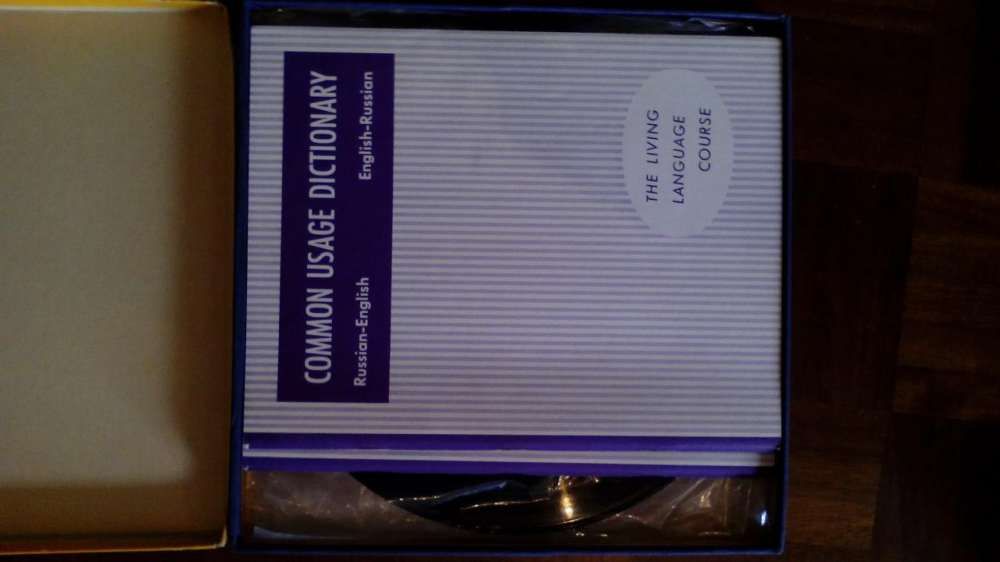 COMMON USAGE DICTIONARY
Russian-English English-Russian
THE LIVING
LANGUAGE
COURSE